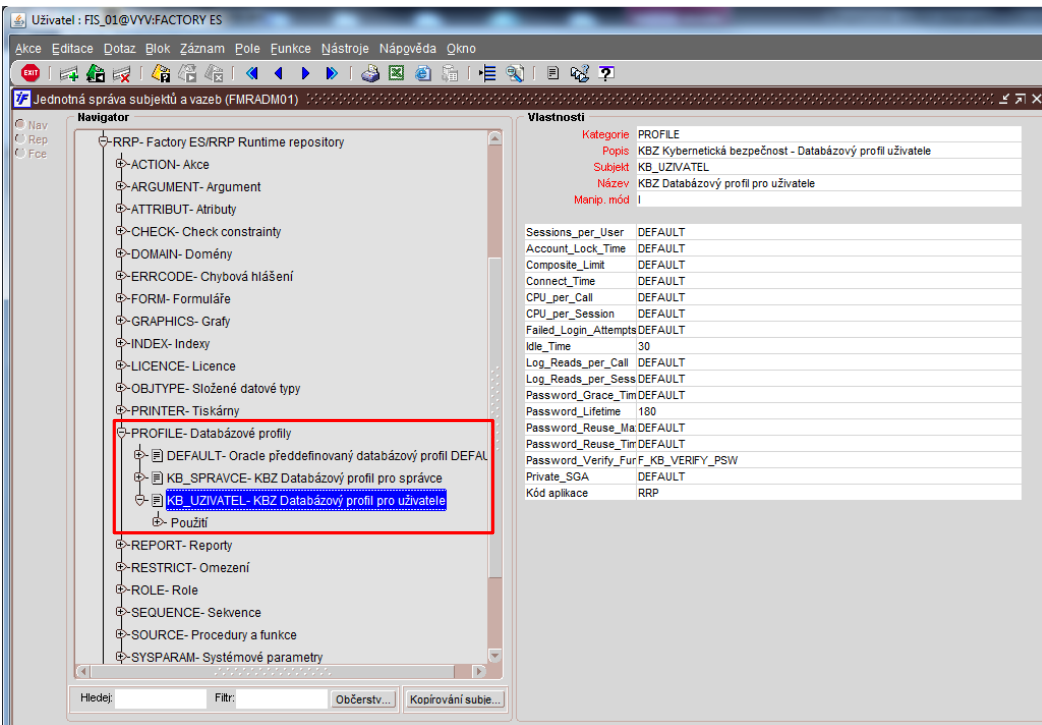 Uživatel : FIS_01@VYV:FACTORY ES
Akce Editace Dotaz Blok Záznam Pole Funkce Nástroje Nápověda Okno
EXIT
Jednotná správa subjektů a vazeb (FMRADM01)
Nav
Rep
Fce
Navigator
RRP- Factory ES/RRP Runtime repository
ACTION- Akce
ARGUMENT- Argument
ATTRIBUT- Atributy
CHECK- Check constrainty
DOMAIN- Domény
ERRCODE- Chybová hlášení
FORM- Formuláře
GRAPHICS- Grafy
INDEX- Indexy
LICENCE- Licence
OBJTYPE- Složené datové typy
PRINTER- Tiskárny
PROFILE- Databázové profily
DEFAULT- Oracle předdefinovaný databázový profil DEFAU
KB_SPRAVCE- KBZ Databázový profil pro správce
KB_UZIVATEL- KBZ Databázový profil pro uživatele
Použití
REPORT- Reporty
RESTRICT- Omezení
ROLE- Role
SEQUENCE- Sekvence
SOURCE- Procedury a funkce
SYSPARAM- Systémové parametry
Hledej: Filtr: Občerstv... Kopírování subje...
Vlastnosti
Kategorie PROFILE
Popis KBZ Kybernetická bezpečnost - Databázový profil uživatele
Subjekt KB_UZIVATEL
Název KBZ Databázový profil pro uživatele
Manip. mód I
Sessions_per_User DEFAULT
Account_Lock_Time DEFAULT
Composite_Limit DEFAULT
Connect_Time DEFAULT
CPU_per_Call DEFAULT
CPU_per_Session DEFAULT
Failed_Login_Attempts DEFAULT
Idle_Time 30
Log_Reads_per_Call DEFAULT
Log_Reads_per_Sess DEFAULT
Password_Grace_Tim DEFAULT
Password_Lifetime 180
Password_Reuse_Ma: DEFAULT
Password_Reuse_Tim DEFAULT
Password_Verify_Fur F_KB_VERIFY_PSW
Private_SGA DEFAULT
Kód aplikace RRP